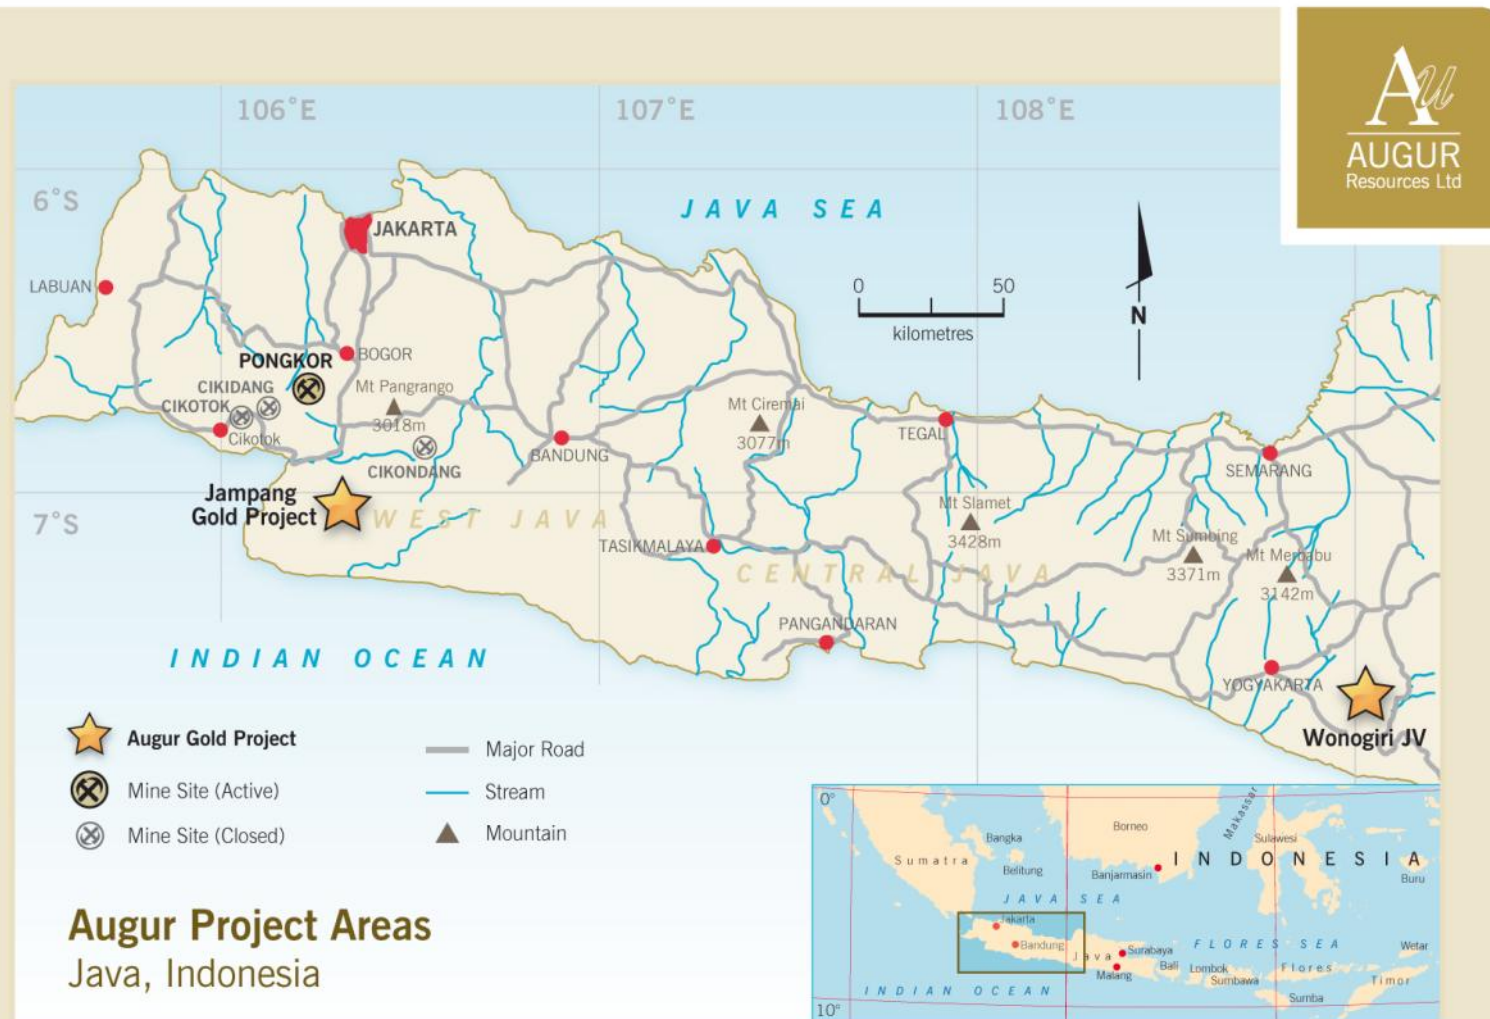 Au
AUGUR
Resources Ltd
106°E
107°E
108°E
6°S
JAVA SEA
JAKARTA
LABUAN
0 50
kilometres
N
PONGKOR
BOGOR
CIKIDANG
Mt Pangrango
3018m
CIKOTOK
Cikotok
CIKONDANG
BANDUNG
Mt Ciremai
3077m
TEGAL
SEMARANG
Jampang
Gold Project
7°S
WEST JAVA
TASIKMALAYA
CENTRAL JAVA
Mt Slamet
3428m
Mt Sumbing
3371m
Mt Merbabu
3142m
PANGANDARAN
YOGYAKARTA
Wonogiri JV
INDIAN OCEAN
Augur Gold Project
Mine Site (Active)
Mine Site (Closed)
Major Road
Stream
Mountain
Augur Project Areas
Java, Indonesia
0°
Sumatra
Bangka
Belitung
Borneo
Banjarmasin
Makassar
Sulawesi
INDONESIA
Buru
JAVA SEA
Jakarta
Bandung
Java
Surabaya
Malang
Bali
Lombok
Sumbawa
FLORES SEA
Flores
Wetar
Timor
Sumba
INDIAN OCEAN
10°